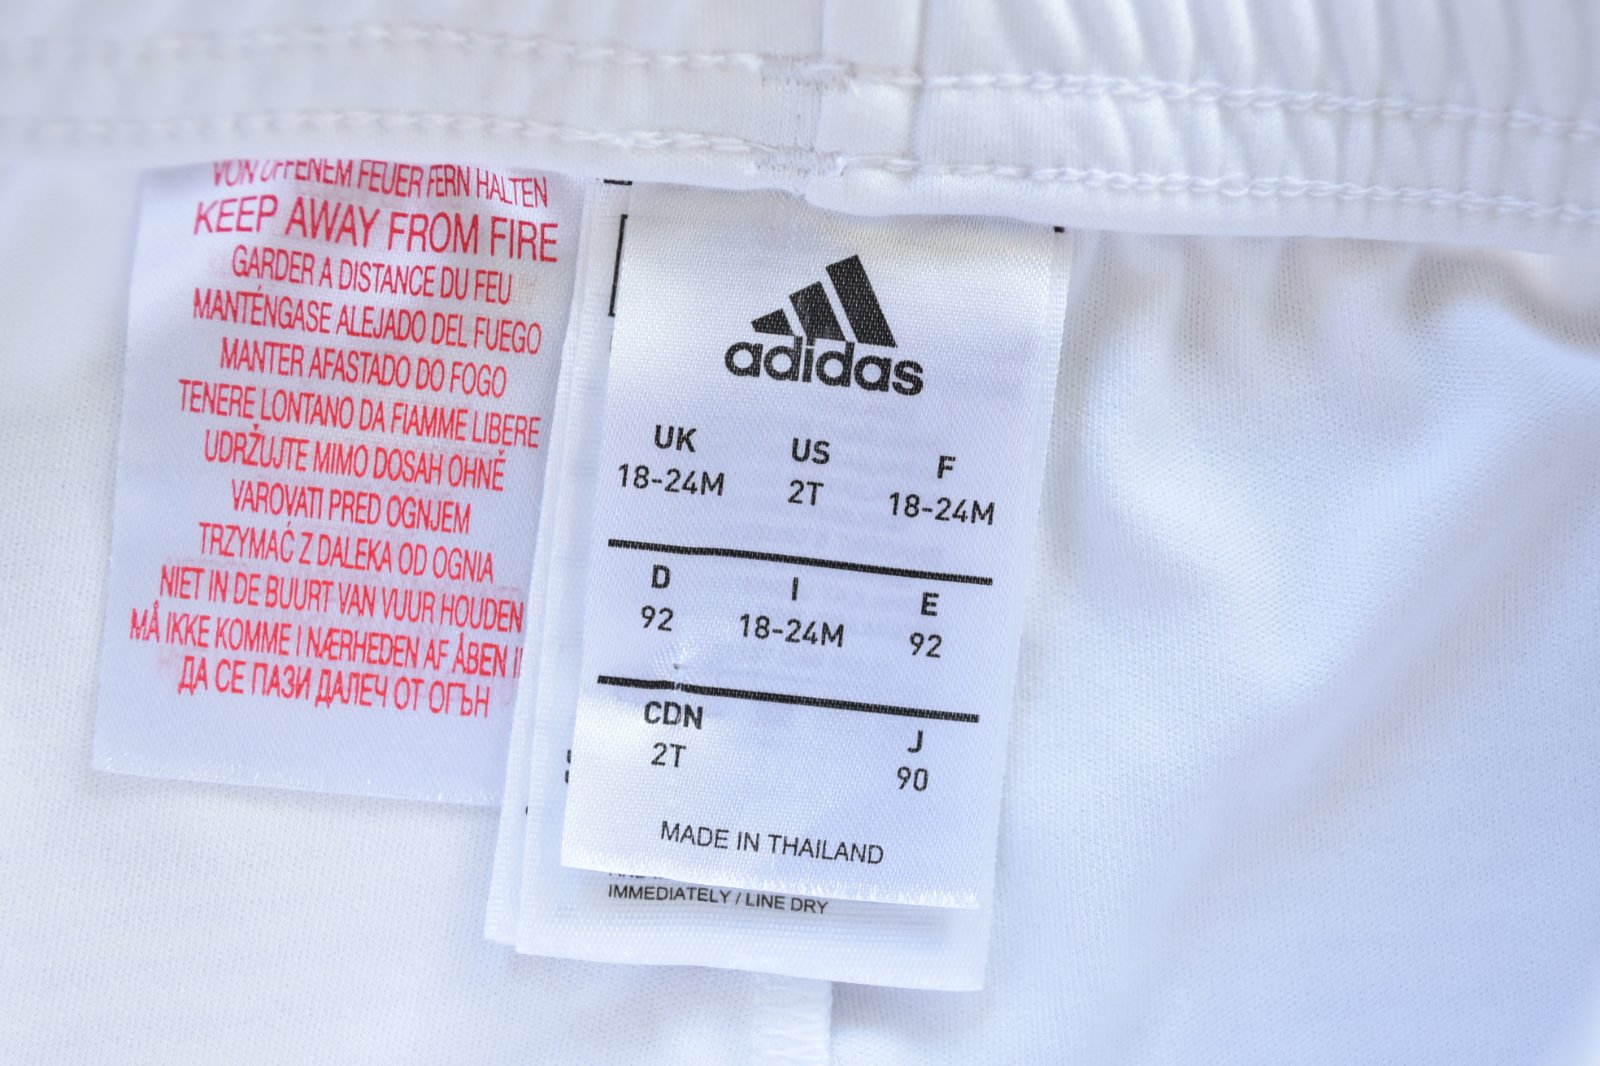 VON OFFENEM FEUER FERN HALTEN
KEEP AWAY FROM FIRE
GARDER A DISTANCE DU FEU
MANTÉNGASE ALEJADO DEL FUEGO
MANTER AFASTADO DO FOGO
TENERE LONTANO DA FIAMME LIBERE
UDRŽUJTE MIMO DOSAH OHNĚ
VAROVATI PRED OGNJEM
TRZYMAĆ Z DALEKA OD OGNIA
NIET IN DE BUURT VAN VUUR HOUDEN
MÅ IKKE KOMME I NÆRHEDEN AF ÅBEN
ДА СЕ ПАЗИ ДАЛЕЧ ОТ ОГЪН
adidas
UK US F
18-24M 2T 18-24M
D I E
92 18-24M 92
CDN J
2T 90
MADE IN THAILAND
IMMEDIATELY / LINE DRY